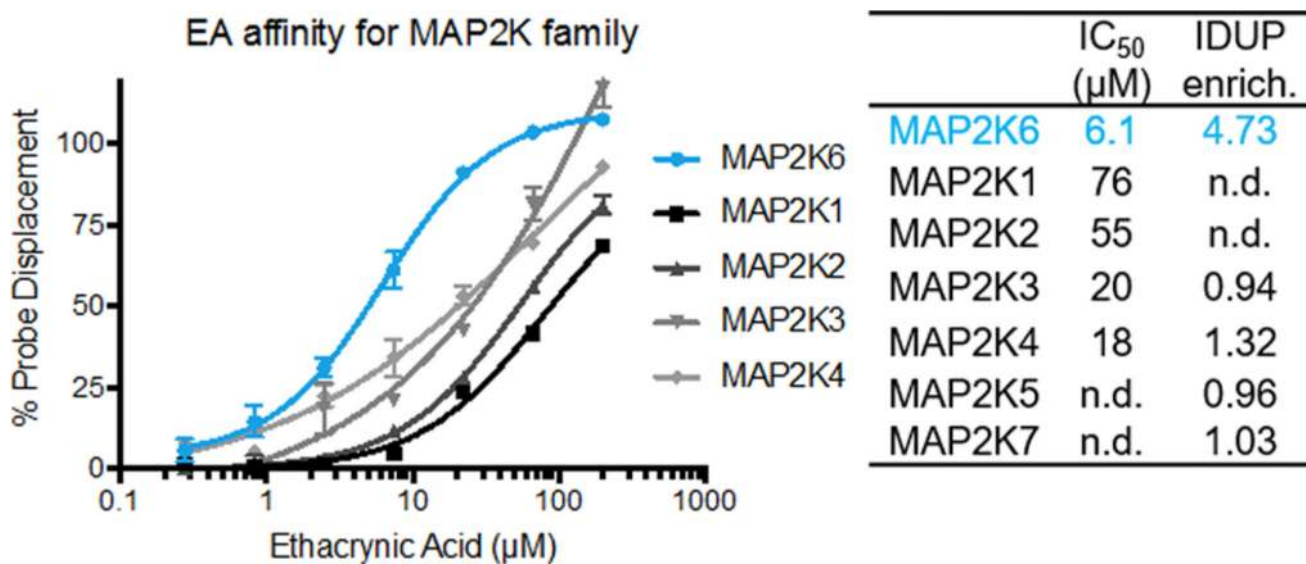 EA affinity for MAP2K family
% Probe Displacement
100
75
50
25
0
0.1 1 10 100 1000
Ethacrynic Acid (µM)
MAP2K6
MAP2K1
MAP2K2
MAP2K3
MAP2K4
IC50 IDUP
(µM) enrich.
MAP2K6 6.1 4.73
MAP2K1 76 n.d.
MAP2K2 55 n.d.
MAP2K3 20 0.94
MAP2K4 18 1.32
MAP2K5 n.d. 0.96
MAP2K7 n.d. 1.03